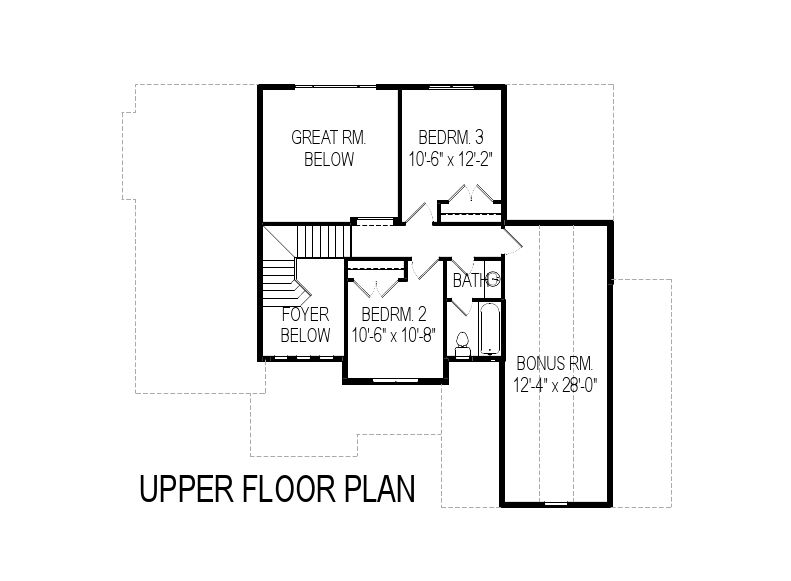 GREAT RM.
BELOW
BEDRM. 3
10'-6" x 12'-2"
BATH
FOYER
BELOW
BEDRM. 2
10'-6" x 10'-8"
BONUS RM.
12'-4" x 28'-0"
UPPER FLOOR PLAN